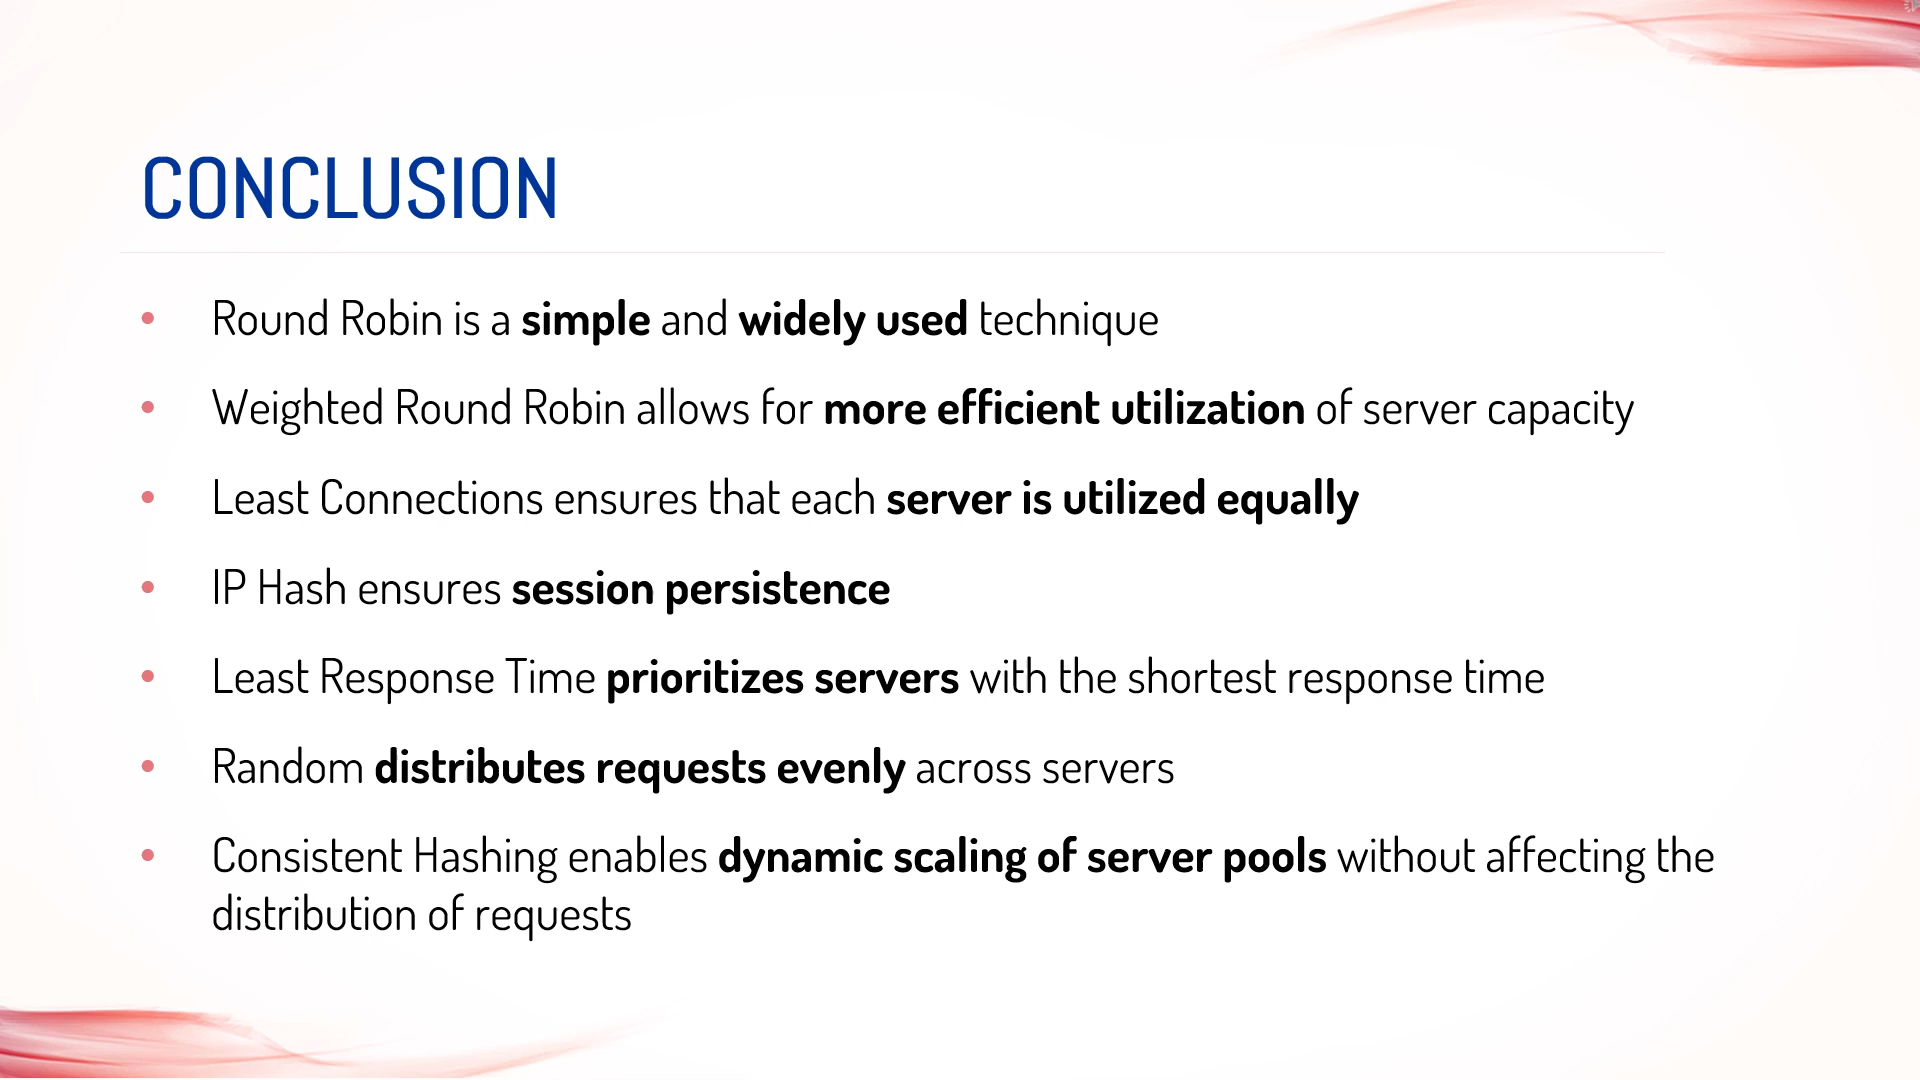 CONCLUSION
• Round Robin is a simple and widely used technique
• Weighted Round Robin allows for more efficient utilization of server capacity
• Least Connections ensures that each server is utilized equally
• IP Hash ensures session persistence
• Least Response Time prioritizes servers with the shortest response time
• Random distributes requests evenly across servers
• Consistent Hashing enables dynamic scaling of server pools without affecting the
distribution of requests